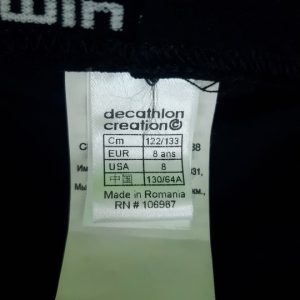 win
decathlon
creation©
Cm 122/133
EUR 8 ans
USA 8
中国 130/64A
Made in Romania
RN # 106987